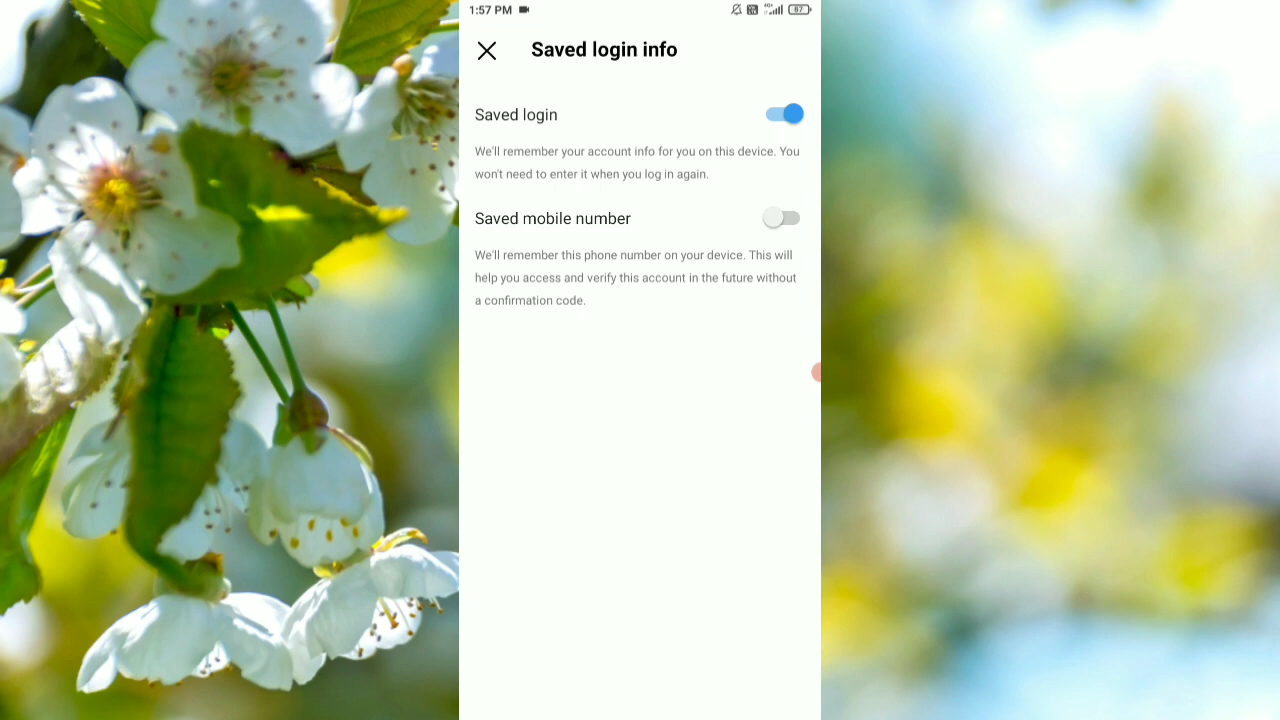 1:57 PM
87
Saved login info
Saved login
We'll remember your account info for you on this device. You
won't need to enter it when you log in again.
Saved mobile number
We'll remember this phone number on your device. This will
help you access and verify this account in the future without
a confirmation code.